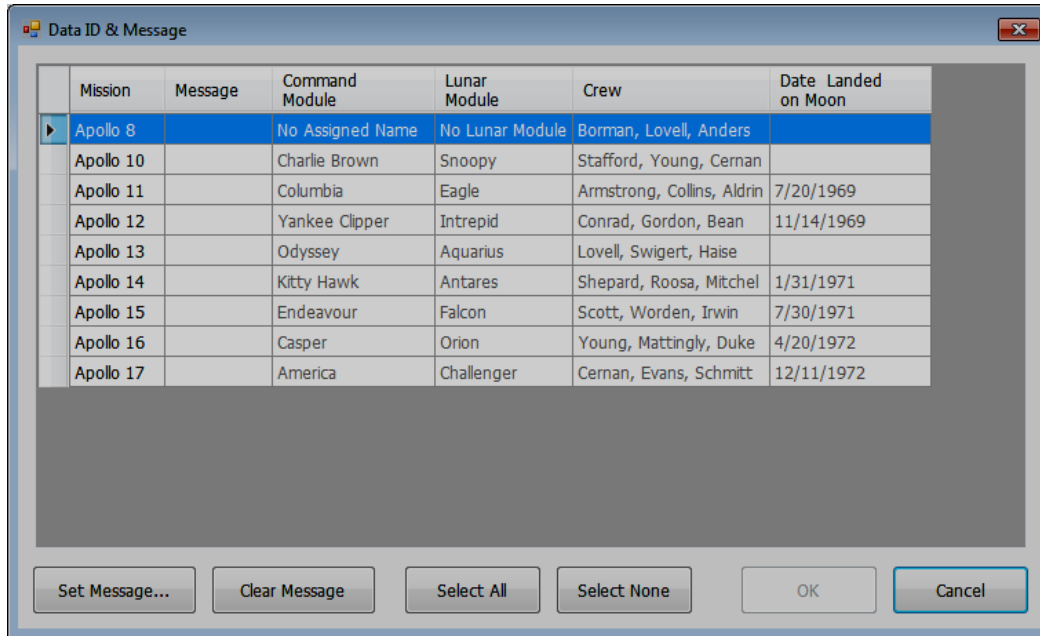 Data ID & Message
Mission Message Command Module Lunar Module Crew Date Landed on Moon
Apollo 8 No Assigned Name No Lunar Module Borman, Lovell, Anders
Apollo 10 Charlie Brown Snoopy Stafford, Young, Cernan
Apollo 11 Columbia Eagle Armstrong, Collins, Aldrin 7/20/1969
Apollo 12 Yankee Clipper Intrepid Conrad, Gordon, Bean 11/14/1969
Apollo 13 Odyssey Aquarius Lovell, Swigert, Haise
Apollo 14 Kitty Hawk Antares Shepard, Roosa, Mitchel 1/31/1971
Apollo 15 Endeavour Falcon Scott, Worden, Irwin 7/30/1971
Apollo 16 Casper Orion Young, Mattingly, Duke 4/20/1972
Apollo 17 America Challenger Cernan, Evans, Schmitt 12/11/1972
Set Message... Clear Message Select All Select None OK Cancel